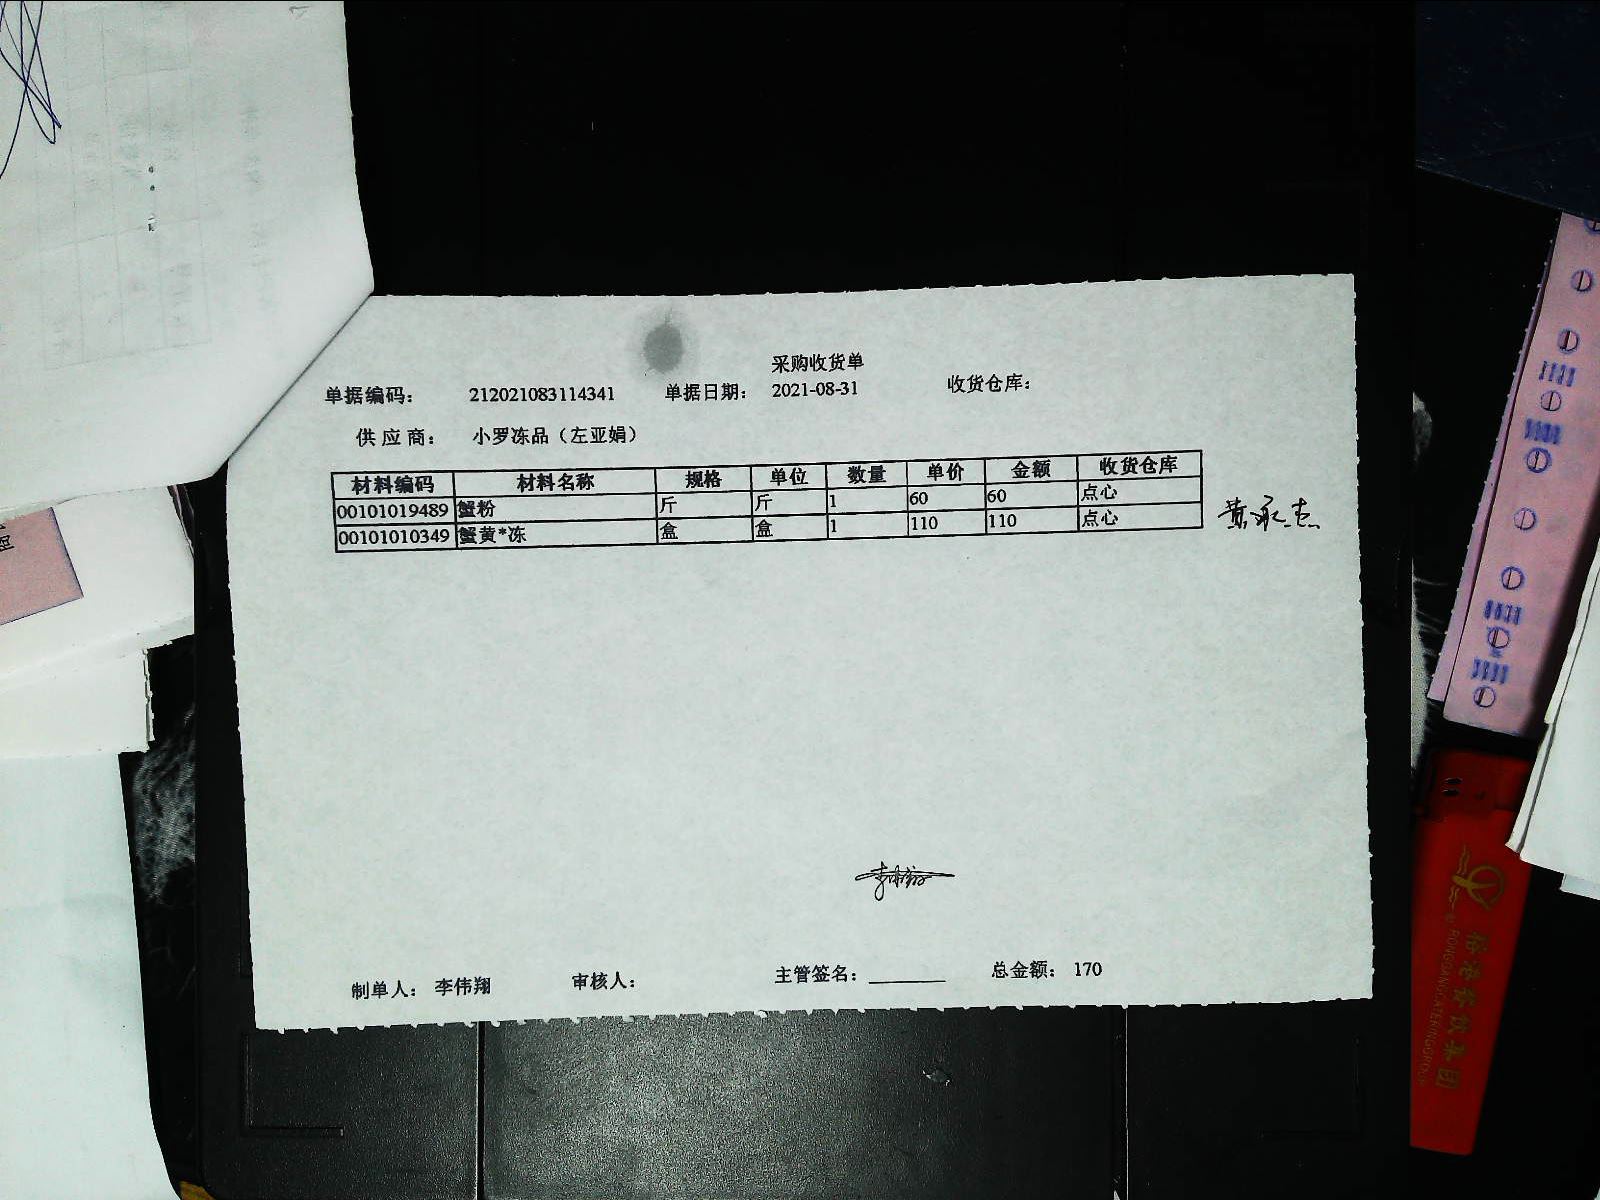 采购收货单
单据编码： 212021083114341 单据日期： 2021-08-31 收货仓库：
供 应 商： 小罗冻品（左亚娟）
材料编码 材料名称 规格 单位 数量 单价 金额 收货仓库
00101019489 蟹粉 斤 斤 1 60 60 点心
00101010349 蟹黄*冻 盒 盒 1 110 110 点心
制单人： 李伟翔 审核人： 主管签名： 总金额： 170